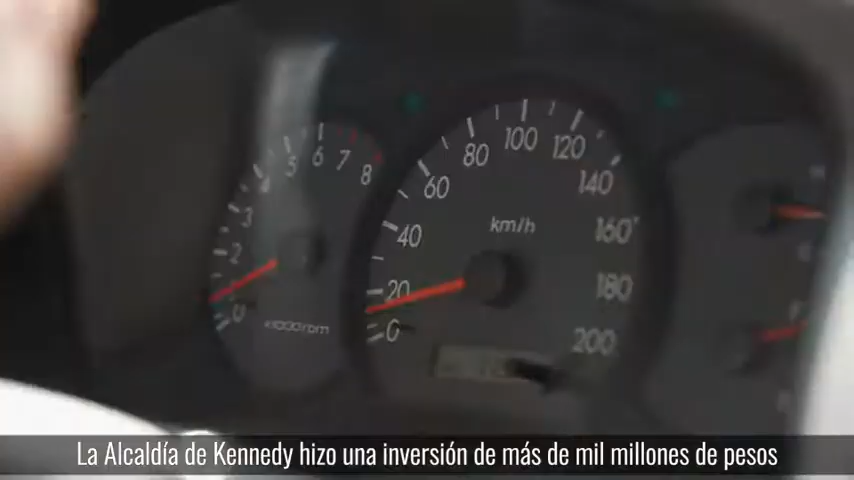 5 6 7 8
4
3
2
0
x1000rpm
100
80 120
60 140
km/h
40 160
20 180
0 200
La Alcaldía de Kennedy hizo una inversión de más de mil millones de pesos